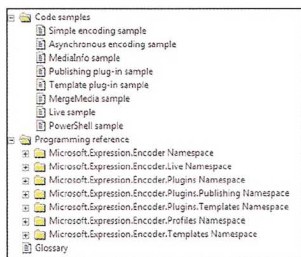 Code samples
Simple encoding sample
Asynchronous encoding sample
MediaInfo sample
Publishing plug-in sample
Template plug-in sample
MergeMedia sample
Live sample
PowerShell sample
Programming reference
Microsoft.Expression.Encoder Namespace
Microsoft.Expression.Encoder.Live Namespace
Microsoft.Expression.Encoder.Plugins Namespace
Microsoft.Expression.Encoder.Plugins.Publishing Namespace
Microsoft.Expression.Encoder.Plugins.Templates Namespace
Microsoft.Expression.Encoder.Profiles Namespace
Microsoft.Expression.Encoder.Templates Namespace
Glossary